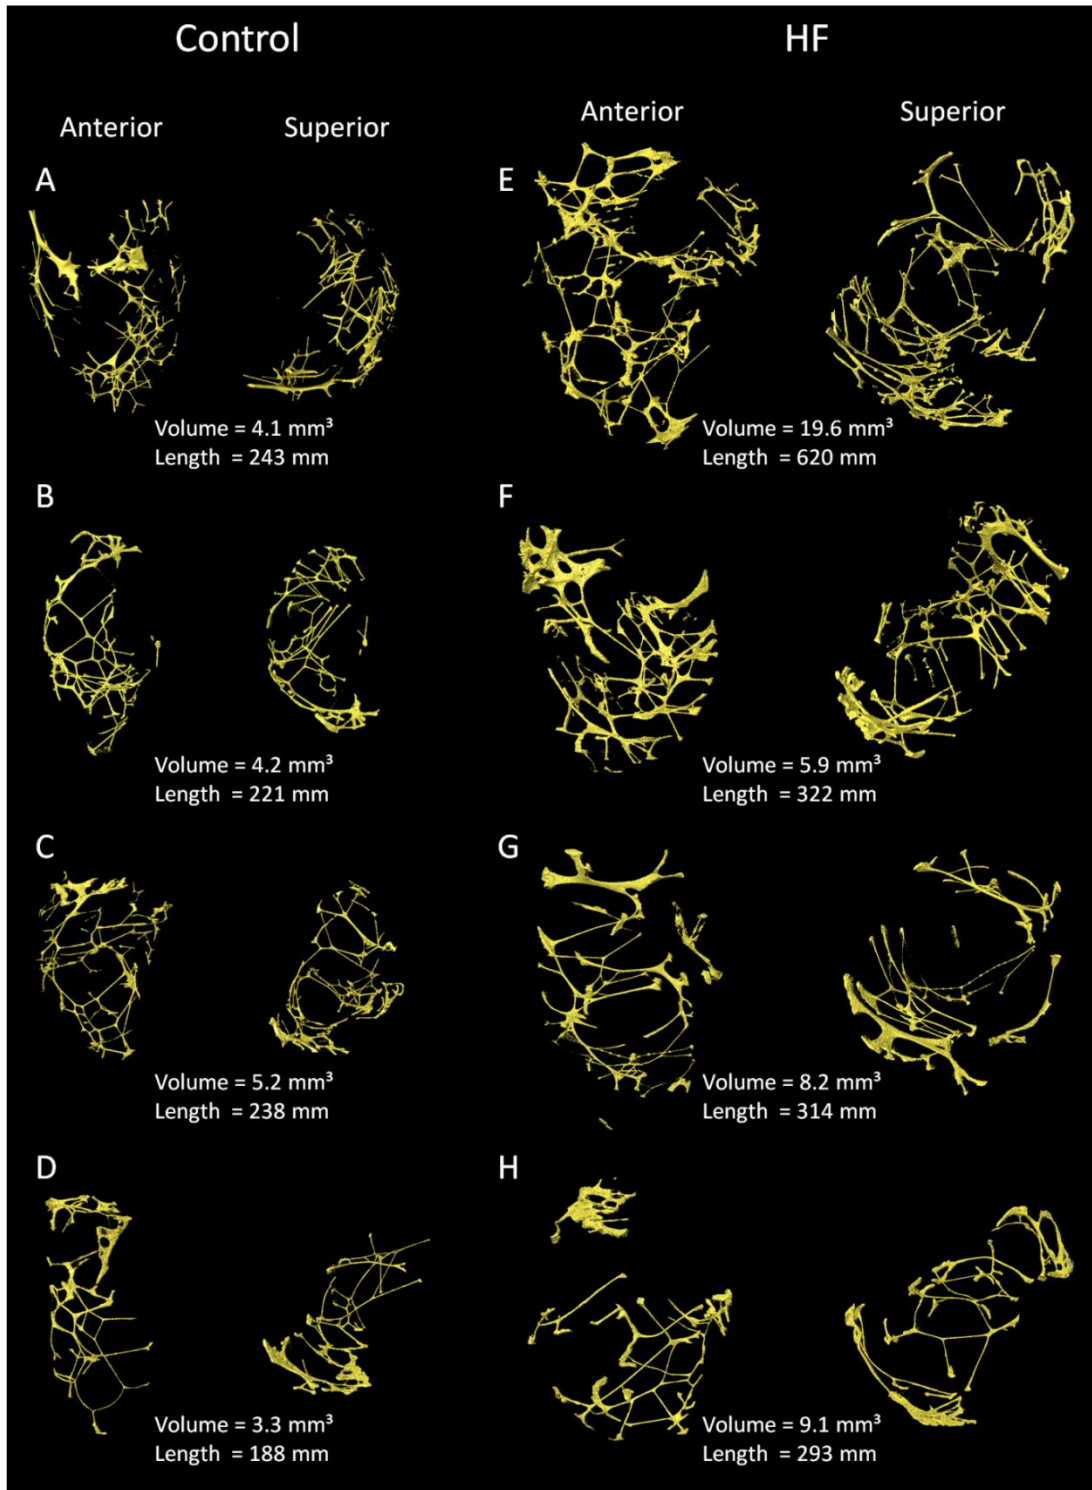 Control
HF
Anterior
Superior
Anterior
Superior
A
Volume = 4.1 mm³
Length = 243 mm
E
Volume = 19.6 mm³
Length = 620 mm
B
Volume = 4.2 mm³
Length = 221 mm
F
Volume = 5.9 mm³
Length = 322 mm
C
Volume = 5.2 mm³
Length = 238 mm
G
Volume = 8.2 mm³
Length = 314 mm
D
Volume = 3.3 mm³
Length = 188 mm
H
Volume = 9.1 mm³
Length = 293 mm